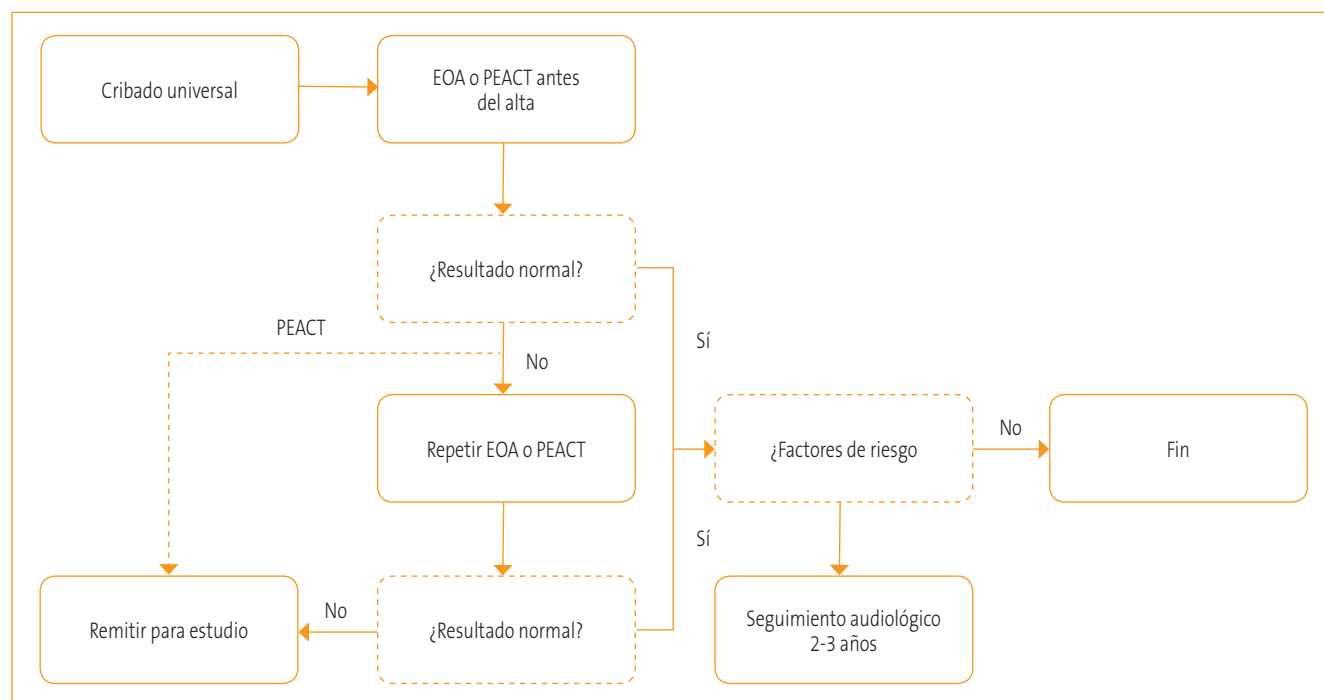 Cribado universal
EOA o PEACT antes
del alta
¿Resultado normal?
PEACT
No
Sí
Repetir EOA o PEACT
¿Factores de riesgo
No
Fin
Sí
Remitir para estudio
No
¿Resultado normal?
Seguimiento audiológico
2-3 años